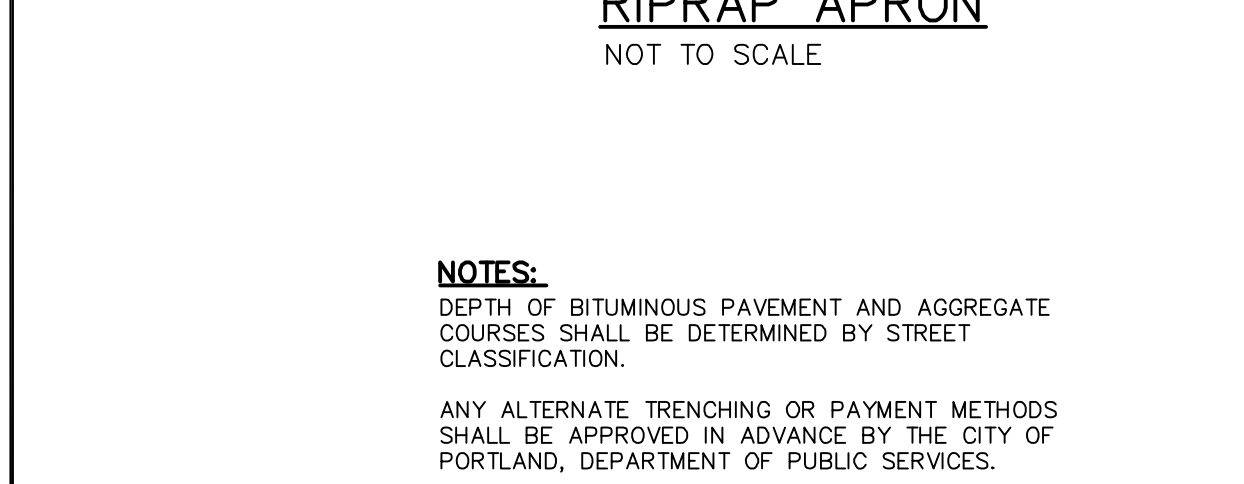 RIPRAP APRON
NOT TO SCALE
NOTES:
DEPTH OF BITUMINOUS PAVEMENT AND AGGREGATE
COURSES SHALL BE DETERMINED BY STREET
CLASSIFICATION.
ANY ALTERNATE TRENCHING OR PAYMENT METHODS
SHALL BE APPROVED IN ADVANCE BY THE CITY OF
PORTLAND, DEPARTMENT OF PUBLIC SERVICES.